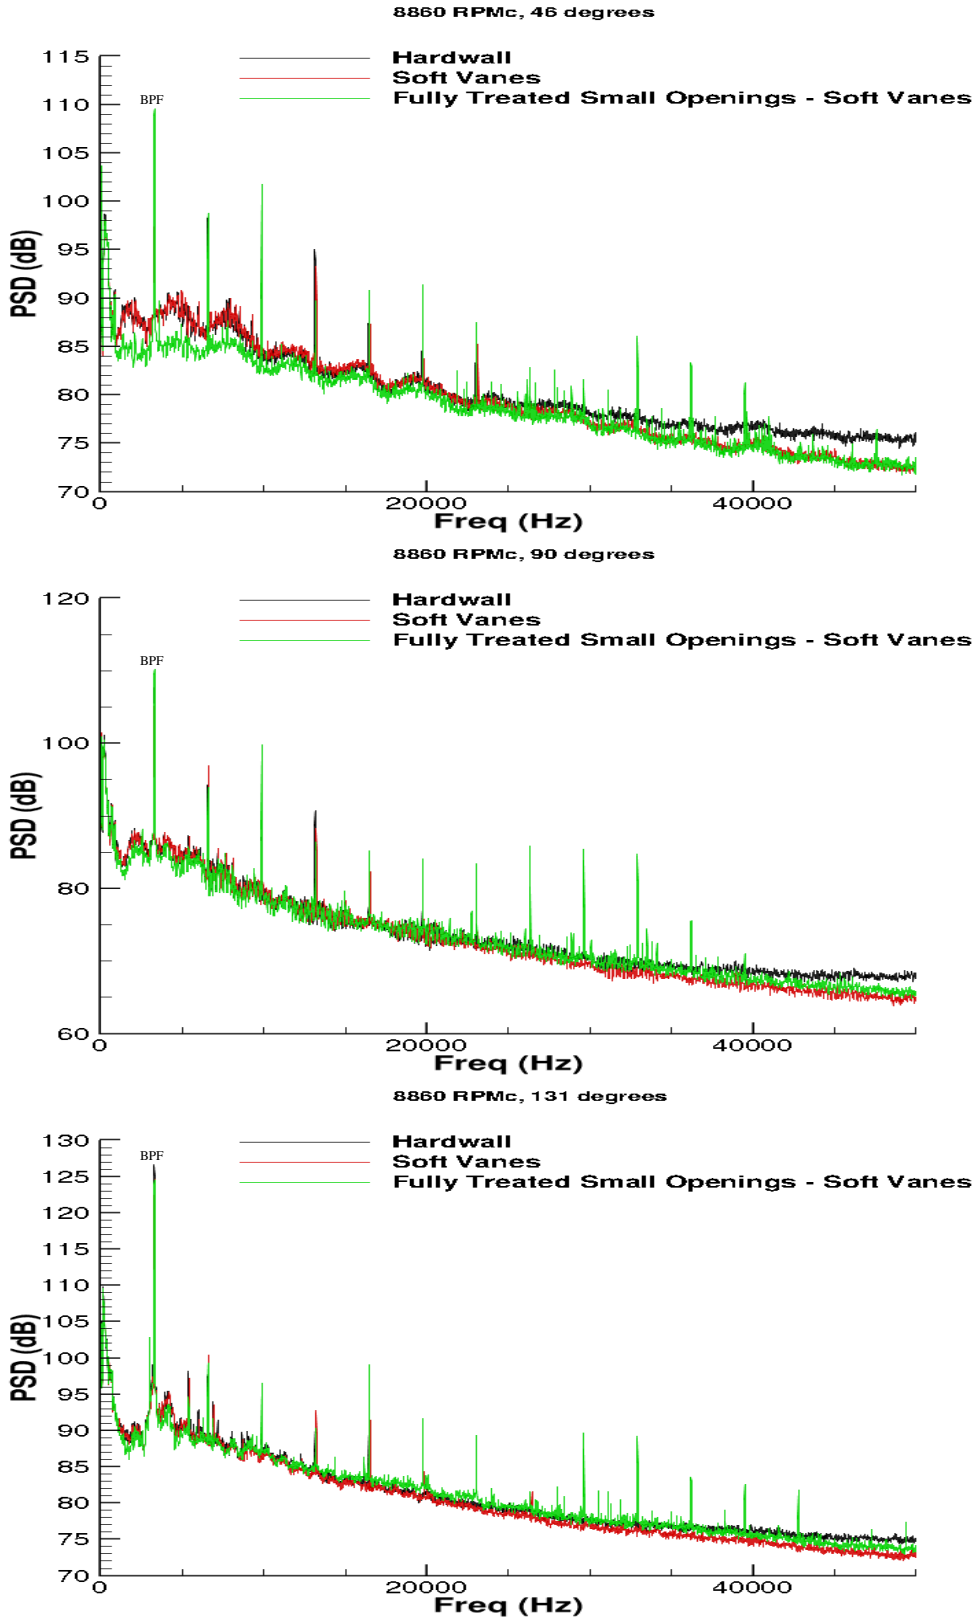 8860 RPMc, 46 degrees
Hardwall
Soft Vanes
Fully Treated Small Openings - Soft Vanes
BPF
115
110
105
100
95
90
85
80
75
70
PSD (dB)
0
20000
40000
Freq (Hz)
8860 RPMc, 90 degrees
Hardwall
Soft Vanes
Fully Treated Small Openings - Soft Vanes
BPF
120
100
80
60
PSD (dB)
0
20000
40000
Freq (Hz)
8860 RPMc, 131 degrees
Hardwall
Soft Vanes
Fully Treated Small Openings - Soft Vanes
BPF
130
125
120
115
110
105
100
95
90
85
80
75
70
PSD (dB)
0
20000
40000
Freq (Hz)